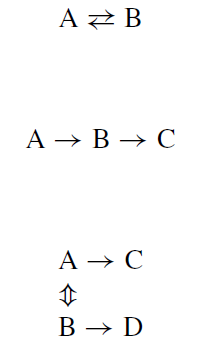 A ⇄ B
A → B → C
A → C
⇕
B → D